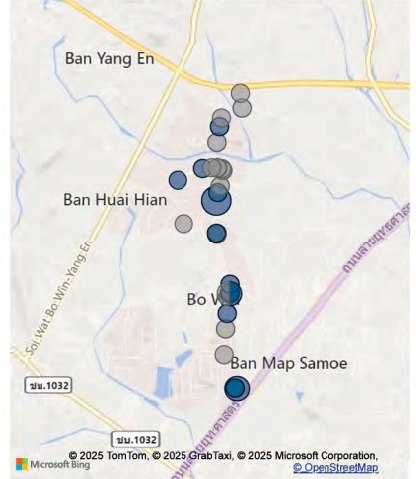 Ban Yang En
Ban Huai Hian
Soi Wat Bo Win-Yang En
Bo
Ban Map Samoe
ชบ.1032
ชบ.1032
© 2025 TomTom, © 2025 GrabTaxi, © 2025 Microsoft Corporation,
Microsoft Bing
© OpenStreetMap